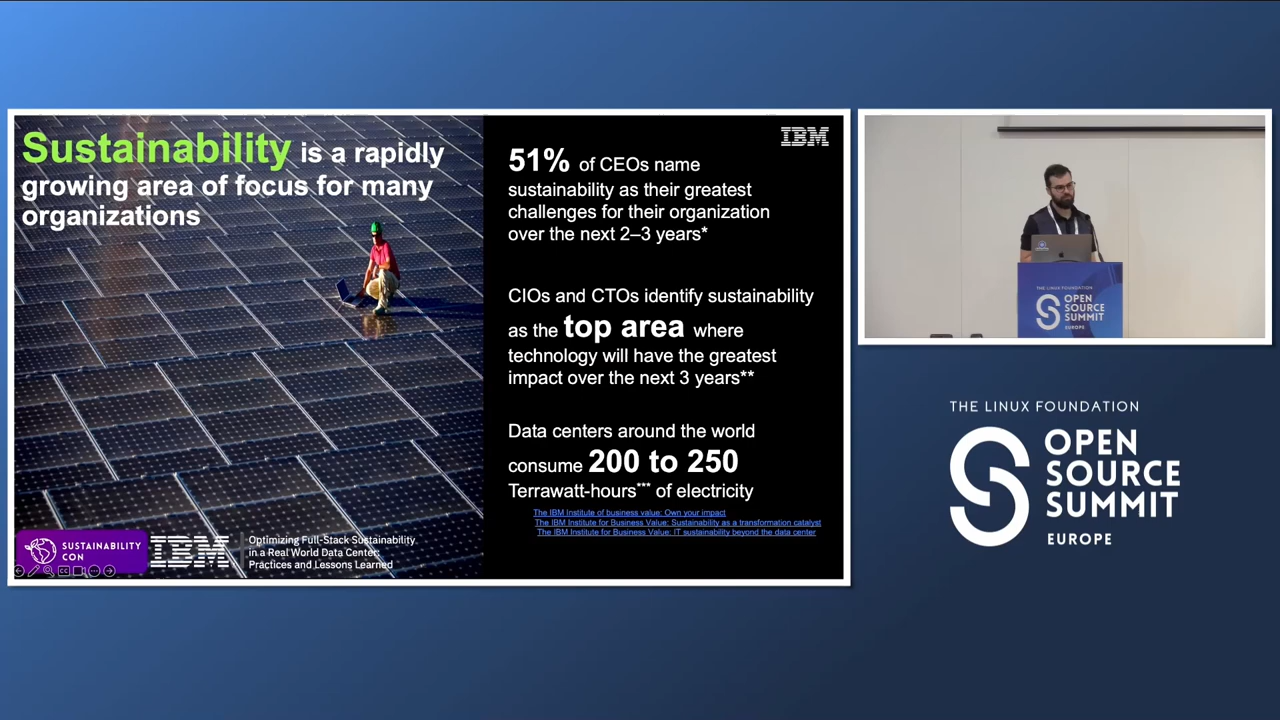 Sustainability is a rapidly
growing area of focus for many
organizations
IBM
51% of CEOs name
sustainability as their greatest
challenges for their organization
over the next 2–3 years*
CIOs and CTOs identify sustainability
as the top area where
technology will have the greatest
impact over the next 3 years**
Data centers around the world
consume 200 to 250
Terrawatt-hours*** of electricity
The IBM Institute of business value: Own your impact
The IBM Institute for Business Value: Sustainability as a transformation catalyst
The IBM Institute for Business Value: IT sustainability beyond the data center
SUSTAINABILITY
CON
IBM
Optimizing Full-Stack Sustainability
in a Real World Data Center:
Practices and Lessons Learned
THE LINUX FOUNDATION
OPEN
SOURCE
SUMMIT
EUROPE
THE LINUX FOUNDATION
OPEN
SOURCE
SUMMIT
EUROPE